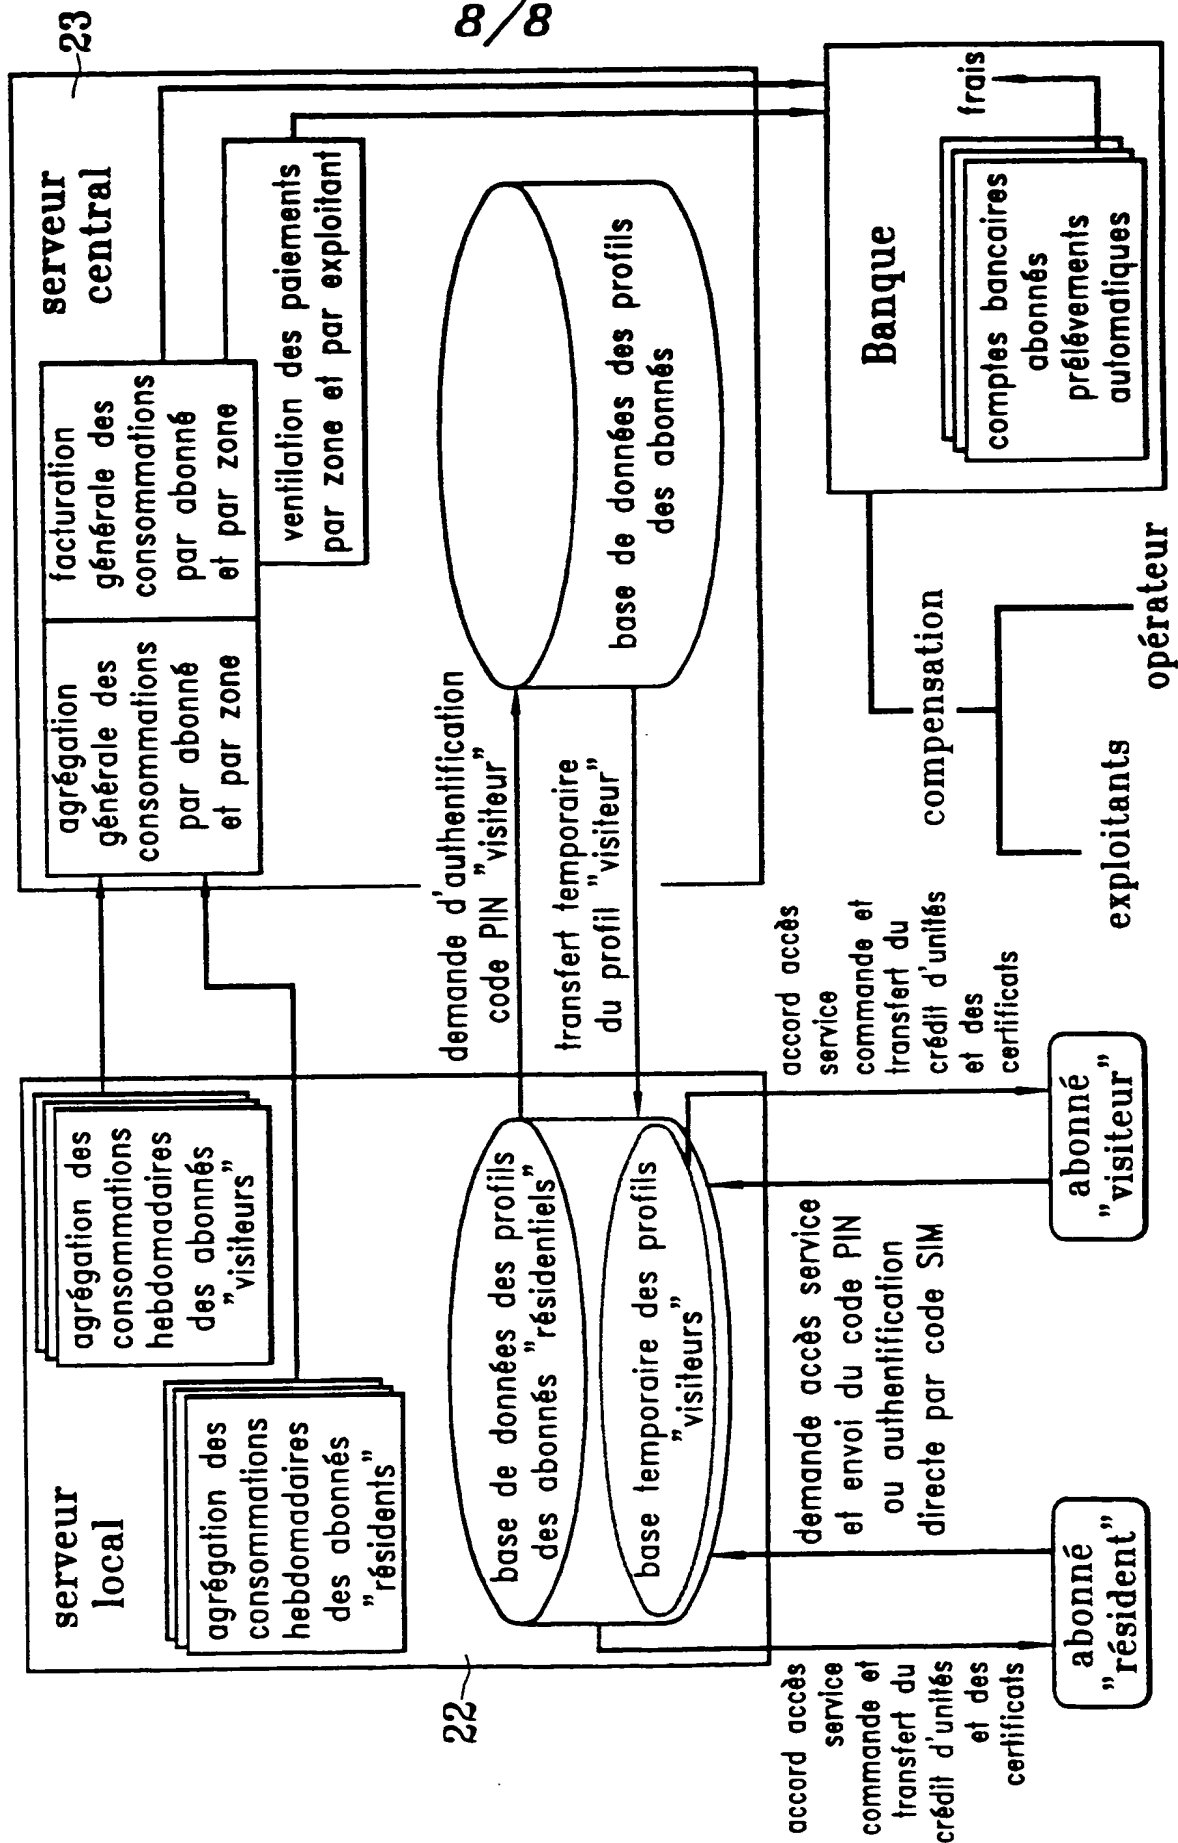 8/8
23
serveur
central
agrégation
générale des
consommations
par abonné
et par zone
facturation
générale des
consommations
par abonné
et par zone
ventilation des paiements
par zone et par exploitant
base de données des profils
des abonnés
demande d'authentification
code PIN "visiteur"
transfert temporaire
du profil "visiteur"
serveur
local
agrégation des
consommations
hebdomadaires
des abonnés
"visiteurs"
agrégation des
consommations
hebdomadaires
des abonnés
"résidents"
base de données des profils
des abonnés "résidentiels"
base temporaire des profils
"visiteurs"
22
accord accès
service
commande et
transfert du
crédit d'unités
et des
certificats
demande accès service
et envoi du code PIN
ou authentification
directe par code SIM
accord accès
service
commande et
transfert du
crédit d'unités
et des
certificats
abonné
"résident"
abonné
"visiteur"
Banque
comptes bancaires
abonnés
prélévements
automatiques
frais
compensation
exploitants
opérateur